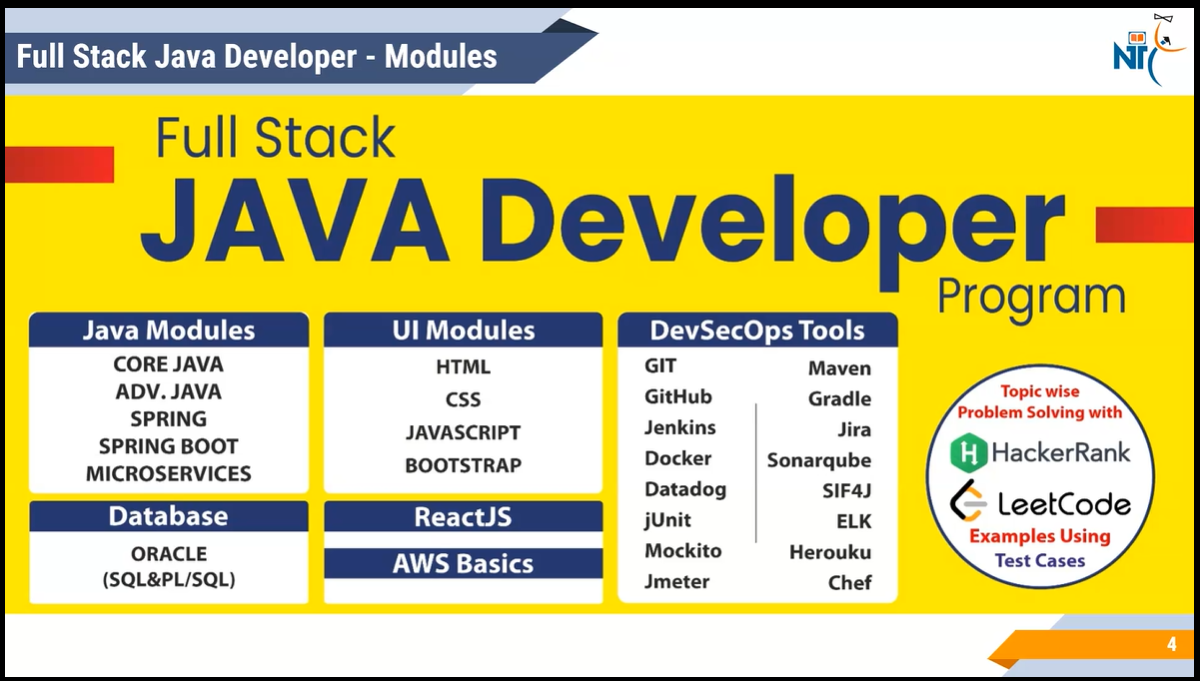 Full Stack Java Developer - Modules
NT
Full Stack
JAVA Developer
Program
Java Modules
CORE JAVA
ADV. JAVA
SPRING
SPRING BOOT
MICROSERVICES
Database
ORACLE
(SQL&PL/SQL)
UI Modules
HTML
CSS
JAVASCRIPT
BOOTSTRAP
ReactJS
AWS Basics
DevSecOps Tools
GIT
GitHub
Jenkins
Docker
Datadog
jUnit
Mockito
Jmeter
Maven
Gradle
Jira
Sonarqube
SIF4J
ELK
Herouku
Chef
Topic wise
Problem Solving with
H HackerRank
LeetCode
Examples Using
Test Cases
4